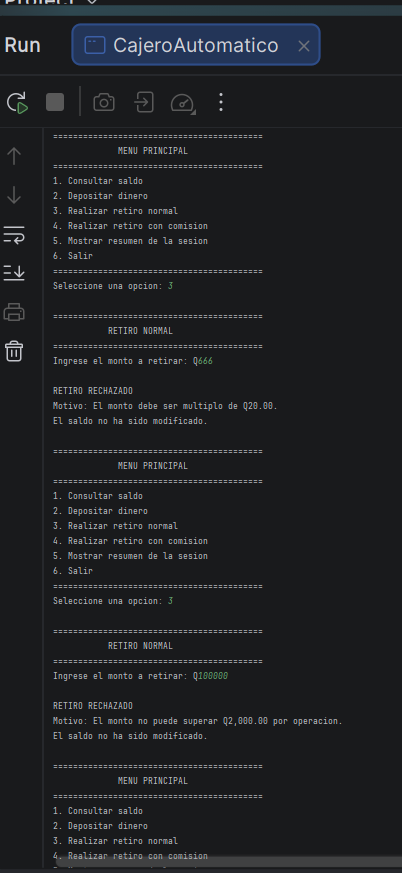 Project
Run CajeroAutomatico
==========================================
MENU PRINCIPAL
==========================================
1. Consultar saldo
2. Depositar dinero
3. Realizar retiro normal
4. Realizar retiro con comision
5. Mostrar resumen de la sesion
6. Salir
==========================================
Seleccione una opcion: 3
==========================================
RETIRO NORMAL
==========================================
Ingrese el monto a retirar: Q666
RETIRO RECHAZADO
Motivo: El monto debe ser multiplo de Q20.00.
El saldo no ha sido modificado.
==========================================
MENU PRINCIPAL
==========================================
1. Consultar saldo
2. Depositar dinero
3. Realizar retiro normal
4. Realizar retiro con comision
5. Mostrar resumen de la sesion
6. Salir
==========================================
Seleccione una opcion: 3
==========================================
RETIRO NORMAL
==========================================
Ingrese el monto a retirar: Q100000
RETIRO RECHAZADO
Motivo: El monto no puede superar Q2,000.00 por operacion.
El saldo no ha sido modificado.
==========================================
MENU PRINCIPAL
==========================================
1. Consultar saldo
2. Depositar dinero
3. Realizar retiro normal
4. Realizar retiro con comision